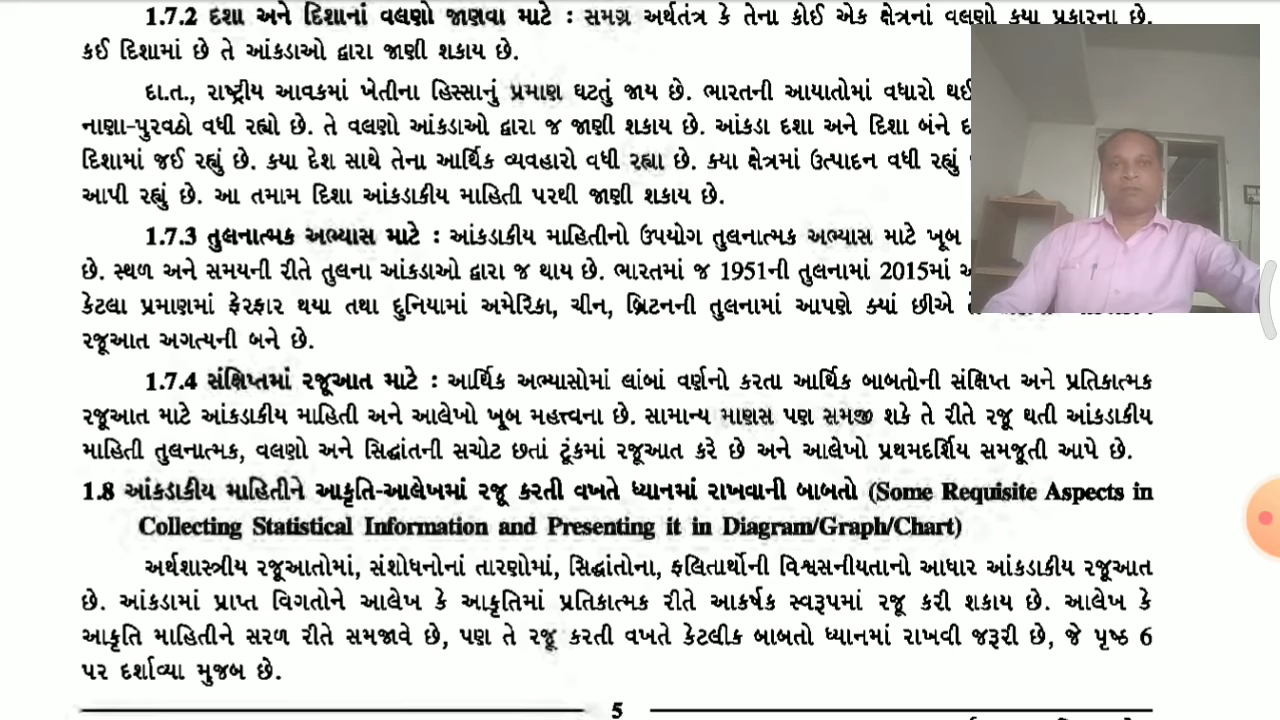 1.7.2 દશા અને દિશાનાં વલણો જાણવા માટે : સમગ્ર અર્થતંત્ર કે તેના કોઈ એક ક્ષેત્રનાં વલણો કયા પ્રકારના છે.
કઈ દિશામાં છે તે આંકડાઓ દ્વારા જાણી શકાય છે.
દા.ત., રાષ્ટ્રીય આવકમાં ખેતીના હિસ્સાનું પ્રમાણ ઘટતું જાય છે. ભારતની આયાતોમાં વધારો
નાણા-પુરવઠો વધી રહ્યો છે. તે વલણો આંકડાઓ દ્વારા જ જાણી શકાય છે. આંકડા દશા અને દિશા બંને
દિશામાં જઈ રહ્યું છે. કયા દેશ સાથે તેના આર્થિક વ્યવહારો વધી રહ્યા છે. ક્યા ક્ષેત્રમાં ઉત્પાદન વધી રહ્યું
આપી રહ્યું છે. આ તમામ દિશા આંકડાકીય માહિતી પરથી જાણી શકાય છે.
1.7.3 તુલનાત્મક અભ્યાસ માટે : આંકડાકીય માહિતીનો ઉપયોગ તુલનાત્મક અભ્યાસ માટે ખૂબ
છે. સ્થળ અને સમયની રીતે તુલના આંકડાઓ દ્વારા જ થાય છે. ભારતમાં જ 1951ની તુલનામાં 2015માં
કેટલા પ્રમાણમાં ફેરફાર થયા તથા દુનિયામાં અમેરિકા, ચીન, બ્રિટનની તુલનામાં આપણે ક્યાં છીએ
રજૂઆત અગત્યની બને છે.
1.7.4 સંક્ષિપ્તમાં રજૂઆત માટે : આર્થિક અભ્યાસોમાં લાંબાં વર્ણનો કરતા આર્થિક બાબતોની સંક્ષિપ્ત અને પ્રતિકાત્મક
રજૂઆત માટે આંકડાકીય માહિતી અને આલેખો ખૂબ મહત્ત્વના છે. સામાન્ય માણસ પણ સમજી શકે તે રીતે રજૂ થતી આંકડાકીય
માહિતી તુલનાત્મક, વલણો અને સિદ્ધાંતની સચોટ છતાં ટૂંકમાં રજૂઆત કરે છે અને આલેખો પ્રથમદર્શિય સમજૂતી આપે છે.
1.8 આંકડાકીય માહિતીને આકૃતિ-આલેખમાં રજૂ કરતી વખતે ધ્યાનમાં રાખવાની બાબતો (Some Requisite Aspects in
Collecting Statistical Information and Presenting it in Diagram/Graph/Chart)
અર્થશાસ્ત્રીય રજૂઆતોમાં, સંશોધનોનાં તારણોમાં, સિદ્ધાંતોના, ફલિતાર્થોની વિશ્વસનીયતાનો આધાર આંકડાકીય રજૂઆત
છે. આંકડામાં પ્રાપ્ત વિગતોને આલેખ કે આકૃતિમાં પ્રતિકાત્મક રીતે આકર્ષક સ્વરૂપમાં રજૂ કરી શકાય છે. આલેખ કે
આકૃતિ માહિતીને સરળ રીતે સમજાવે છે, પણ તે રજૂ કરતી વખતે કેટલીક બાબતો ધ્યાનમાં રાખવી જરૂરી છે, જે પૃષ્ઠ 6
પર દર્શાવ્યા મુજબ છે.
5